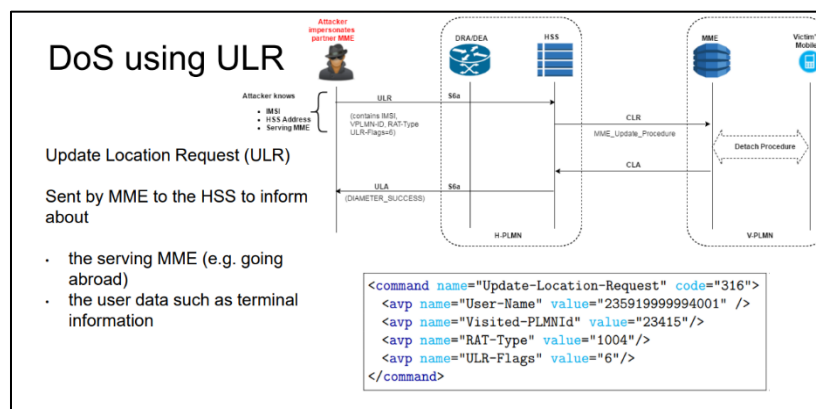 DoS using ULR
Attacker
impersonates
partner MME
DRA/DEA
HSS
MME
Victim'
Mobile
Attacker knows
• IMSI
• HSS Address
• Serving MME
ULR
S6a
(contains IMSI,
VPLMN-ID, RAT-Type
ULR-Flags=6)
CLR
MME_Update_Procedure
Detach Procedure
CLA
ULA
S6a
(DIAMETER_SUCCESS)
H-PLMN
V-PLMN
Update Location Request (ULR)
Sent by MME to the HSS to inform
about
• the serving MME (e.g. going
abroad)
• the user data such as terminal
information
<command name="Update-Location-Request" code="316">
<avp name="User-Name" value="235919999994001" />
<avp name="Visited-PLMNId" value="23415"/>
<avp name="RAT-Type" value="1004"/>
<avp name="ULR-Flags" value="6"/>
</command>